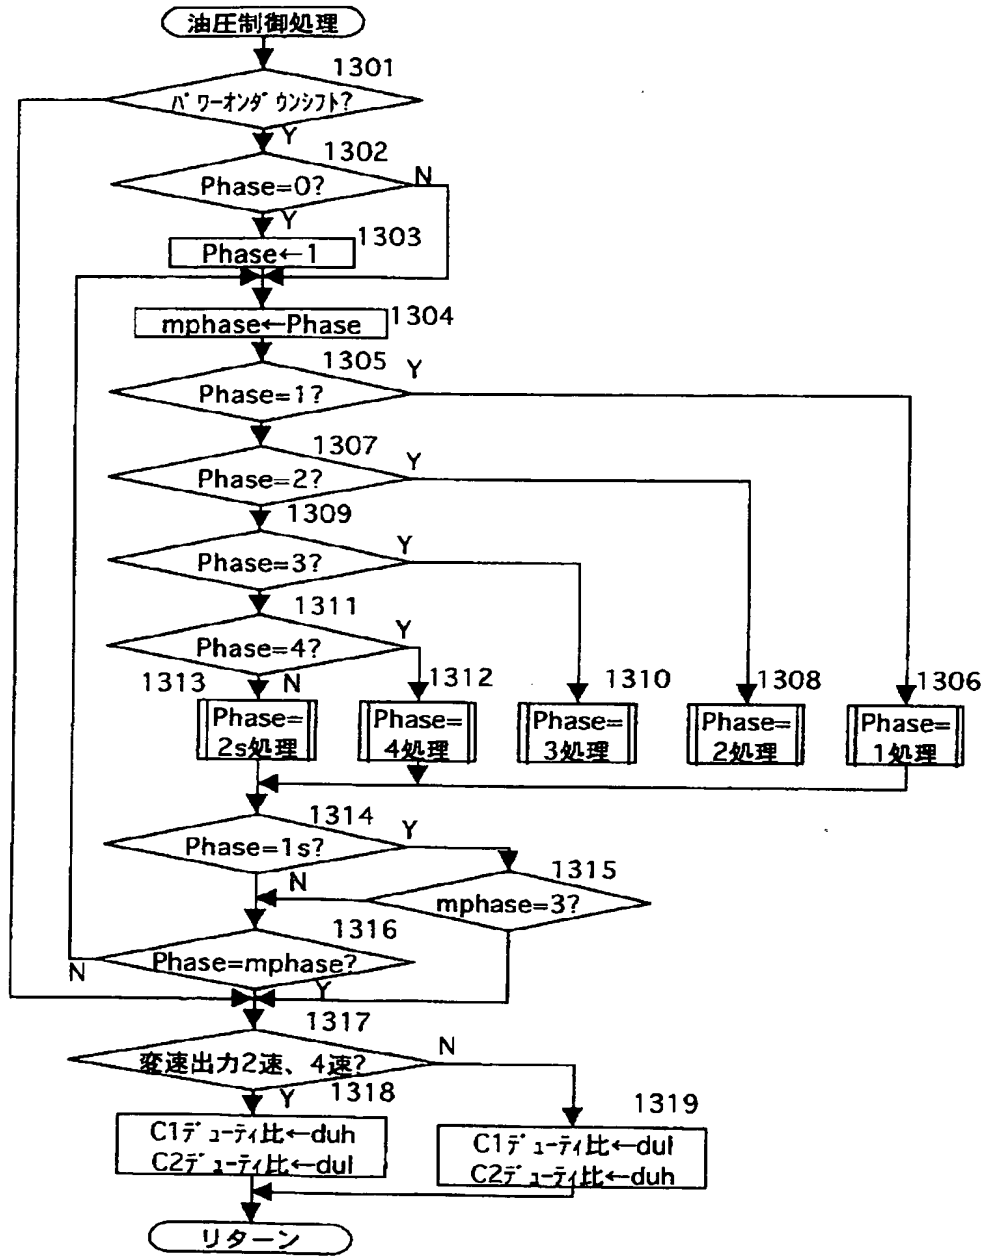 油圧制御処理
1301
ﾊﾟﾜｰｵﾝﾀﾞｳﾝｼﾌﾄ?
Y
1302
Phase=0?
N
Y
1303
Phase←1
mphase←Phase
1304
1305
Y
Phase=1?
1307
Y
Phase=2?
1309
Y
Phase=3?
1311
Y
Phase=4?
1313
N
1312
1310
1308
1306
Phase=
2s処理
Phase=
4処理
Phase=
3処理
Phase=
2処理
Phase=
1処理
1314
Y
Phase=1s?
1315
N
mphase=3?
1316
Phase=mphase?
N
Y
1317
N
変速出力2速、4速?
Y
1318
1319
C1ﾃﾞｭｰﾃｨ比←duh
C2ﾃﾞｭｰﾃｨ比←dul
C1ﾃﾞｭｰﾃｨ比←dul
C2ﾃﾞｭｰﾃｨ比←duh
リターン